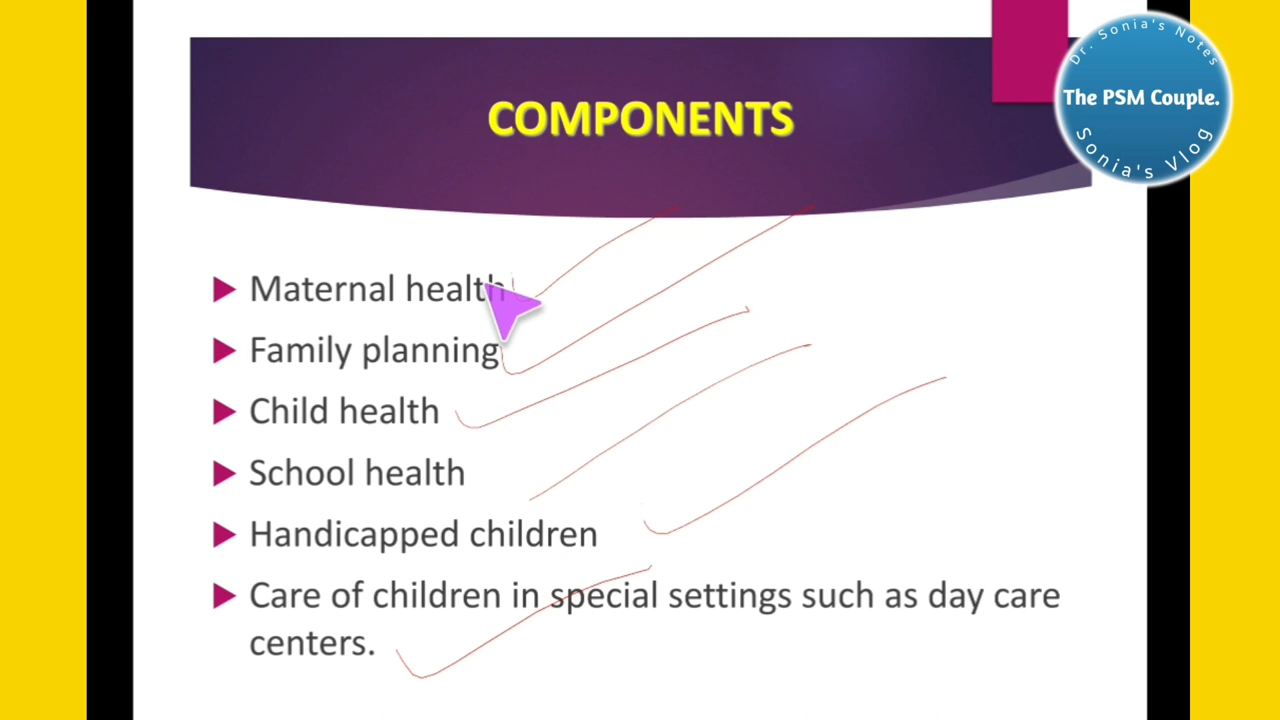 COMPONENTS
Dr. Sonia's Notes
The PSM Couple.
Sonia's Vlog
Maternal health
Family planning
Child health
School health
Handicapped children
Care of children in special settings such as day care
centers.